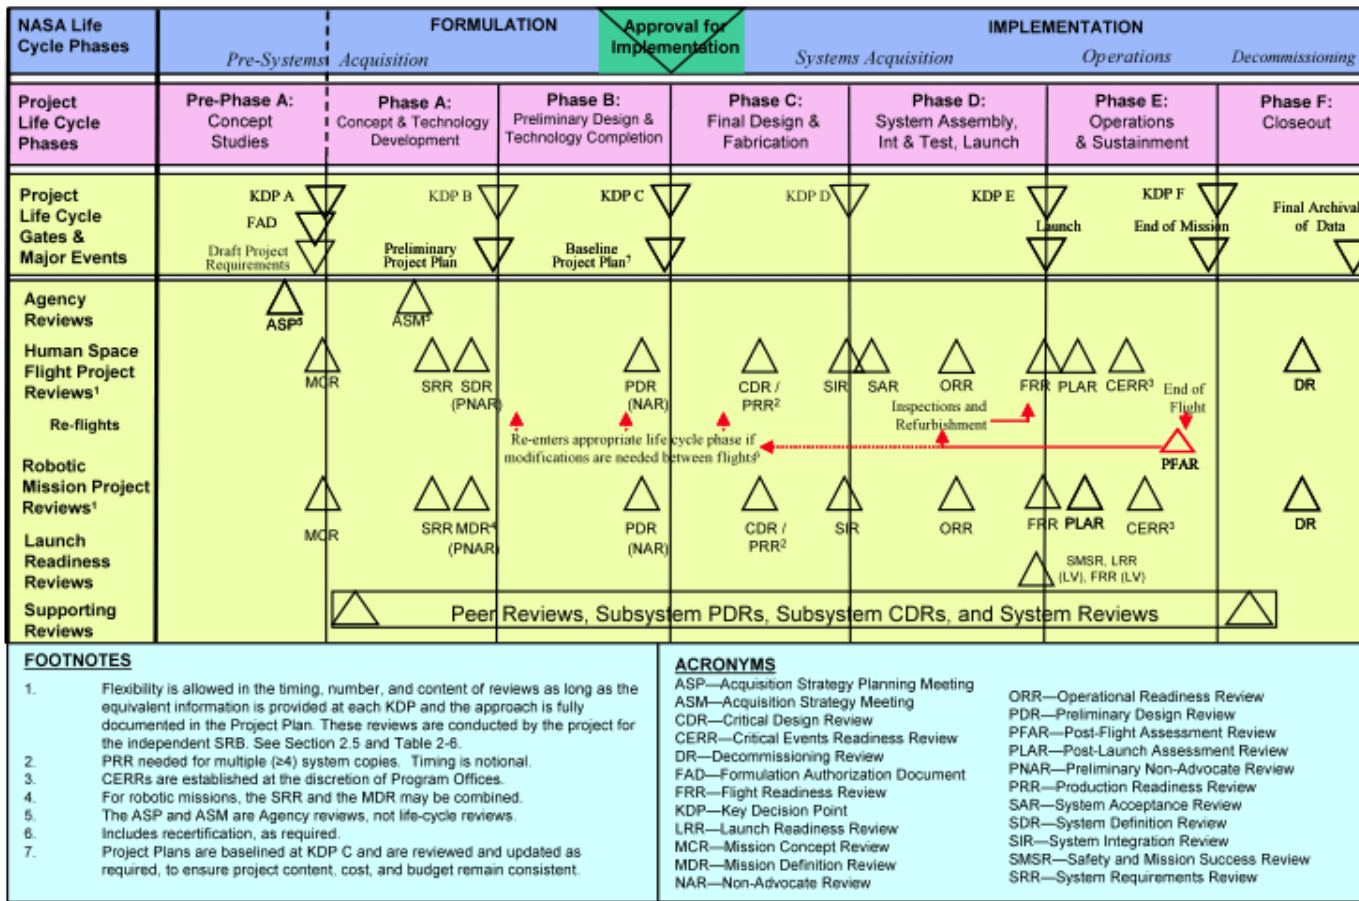 NASA Life
Cycle Phases
FORMULATION
Approval for
Implementation
IMPLEMENTATION
Pre-Systems Acquisition
Systems Acquisition
Operations
Decommissioning
Project
Life Cycle
Phases
Pre-Phase A:
Concept
Studies
Phase A:
Concept & Technology
Development
Phase B:
Preliminary Design &
Technology Completion
Phase C:
Final Design &
Fabrication
Phase D:
System Assembly,
Int & Test, Launch
Phase E:
Operations
& Sustainment
Phase F:
Closeout
Project
Life Cycle
Gates &
Major Events
KDP A
FAD
Draft Project
Requirements
KDP B
Preliminary
Project Plan
KDP C
Baseline
Project Plan⁷
KDP D
KDP E
Launch
KDP F
End of Mission
Final Archival
of Data
Agency
Reviews
ASP⁵
ASM⁵
Human Space
Flight Project
Reviews¹
MCR
SRR
SDR
(PNAR)
PDR
(NAR)
CDR /
PRR²
SIR
SAR
ORR
FRR
PLAR
CERR³
End of
Flight
DR
Re-flights
Re-enters appropriate life cycle phase if
modifications are needed between flights⁶
Inspections and
Refurbishment
PFAR
Robotic
Mission Project
Reviews¹
MCR
SRR
MDR⁴
(PNAR)
PDR
(NAR)
CDR /
PRR²
SIR
ORR
FRR
PLAR
CERR³
DR
Launch
Readiness
Reviews
SMSR, LRR
(LV), FRR (LV)
Supporting
Reviews
Peer Reviews, Subsystem PDRs, Subsystem CDRs, and System Reviews
FOOTNOTES
1. Flexibility is allowed in the timing, number, and content of reviews as long as the
equivalent information is provided at each KDP and the approach is fully
documented in the Project Plan. These reviews are conducted by the project for
the independent SRB. See Section 2.5 and Table 2-6.
2. PRR needed for multiple (≥4) system copies. Timing is notional.
3. CERRs are established at the discretion of Program Offices.
4. For robotic missions, the SRR and the MDR may be combined.
5. The ASP and ASM are Agency reviews, not life-cycle reviews.
6. Includes recertification, as required.
7. Project Plans are baselined at KDP C and are reviewed and updated as
required, to ensure project content, cost, and budget remain consistent.
ACRONYMS
ASP—Acquisition Strategy Planning Meeting
ASM—Acquisition Strategy Meeting
CDR—Critical Design Review
CERR—Critical Events Readiness Review
DR—Decommissioning Review
FAD—Formulation Authorization Document
FRR—Flight Readiness Review
KDP—Key Decision Point
LRR—Launch Readiness Review
MCR—Mission Concept Review
MDR—Mission Definition Review
NAR—Non-Advocate Review
ORR—Operational Readiness Review
PDR—Preliminary Design Review
PFAR—Post-Flight Assessment Review
PLAR—Post-Launch Assessment Review
PNAR—Preliminary Non-Advocate Review
PRR—Production Readiness Review
SAR—System Acceptance Review
SDR—System Definition Review
SIR—System Integration Review
SMSR—Safety and Mission Success Review
SRR—System Requirements Review